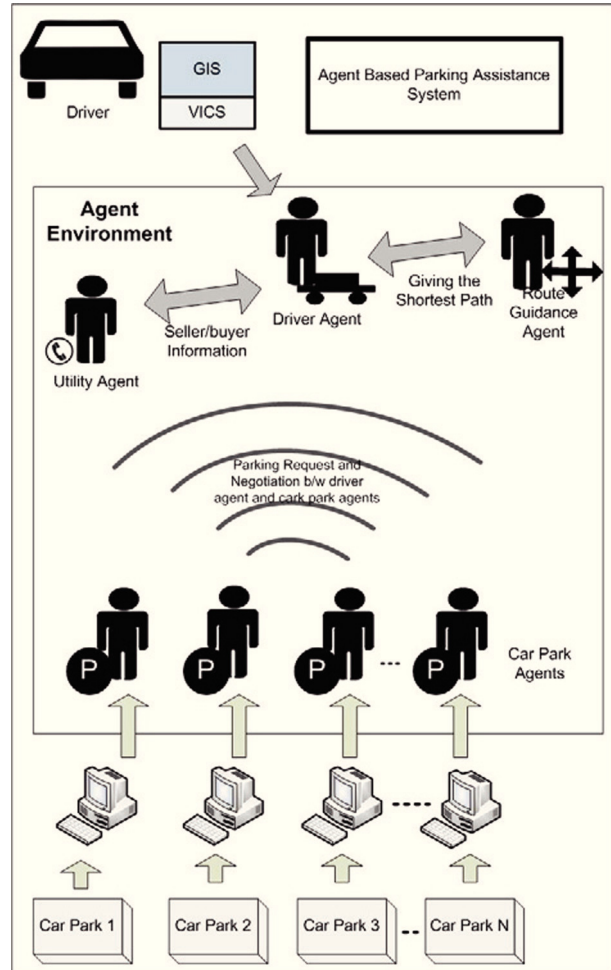 GIS
VICS
Driver
Agent Based Parking Assistance
System
Agent
Environment
Driver Agent
Giving the
Shortest Path
Route
Guidance
Agent
Seller/buyer
Information
Utility Agent
Parking Request and
Negotiation b/w driver
agent and cark park agents
P
P
P
...
P
Car Park
Agents
Car Park 1
Car Park 2
Car Park 3
Car Park N